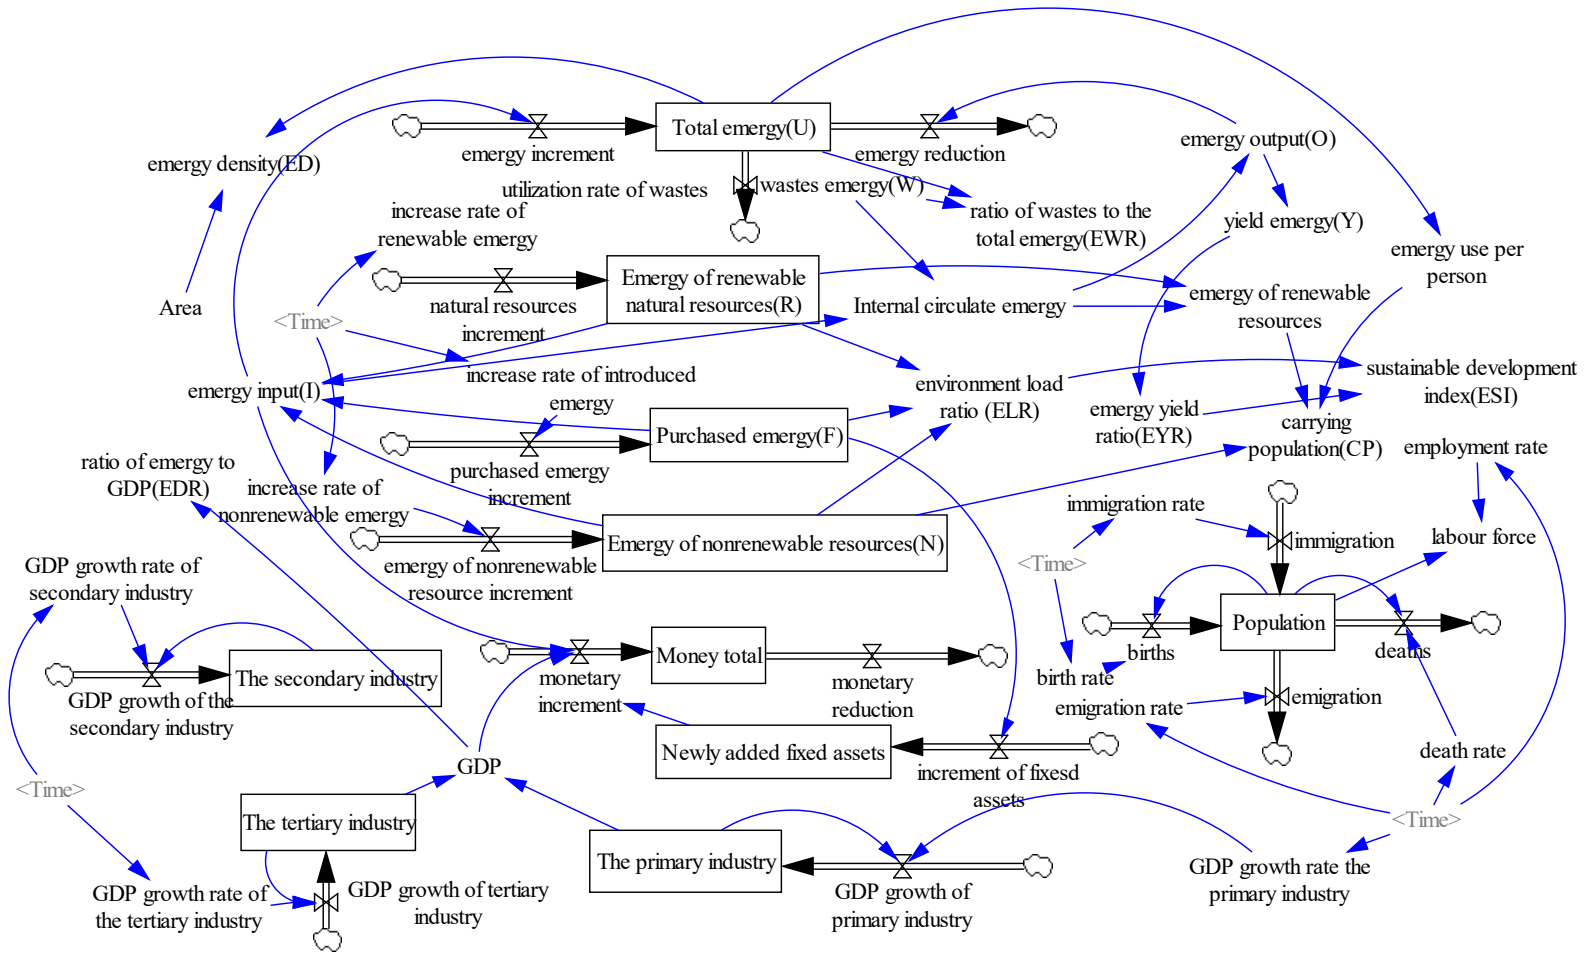 Total emergy(U)
emergy increment
emergy reduction
emergy output(O)
emergy density(ED)
utilization rate of wastes
wastes emergy(W)
increase rate of
renewable emergy
ratio of wastes to the
total emergy(EWR)
yield emergy(Y)
emergy use per
person
Area
<Time>
natural resources
increment
Emergy of renewable
natural resources(R)
Internal circulate emergy
emergy of renewable
resources
emergy input(I)
increase rate of introduced
emergy
environment load
ratio (ELR)
sustainable development
index(ESI)
emergy yield
ratio(EYR)
carrying
population(CP)
employment rate
Purchased emergy(F)
purchased emergy
increment
ratio of emergy to
GDP(EDR)
increase rate of
nonrenewable emergy
immigration rate
immigration
labour force
Emergy of nonrenewable resources(N)
emergy of nonrenewable
resource increment
<Time>
GDP growth rate of
secondary industry
Population
births
deaths
birth rate
emigration rate
emigration
The secondary industry
GDP growth of the
secondary industry
Money total
monetary
increment
monetary
reduction
Newly added fixed assets
increment of fixesd
assets
death rate
GDP
<Time>
<Time>
The tertiary industry
The primary industry
GDP growth of
primary industry
GDP growth rate the
primary industry
GDP growth rate of
the tertiary industry
GDP growth of tertiary
industry